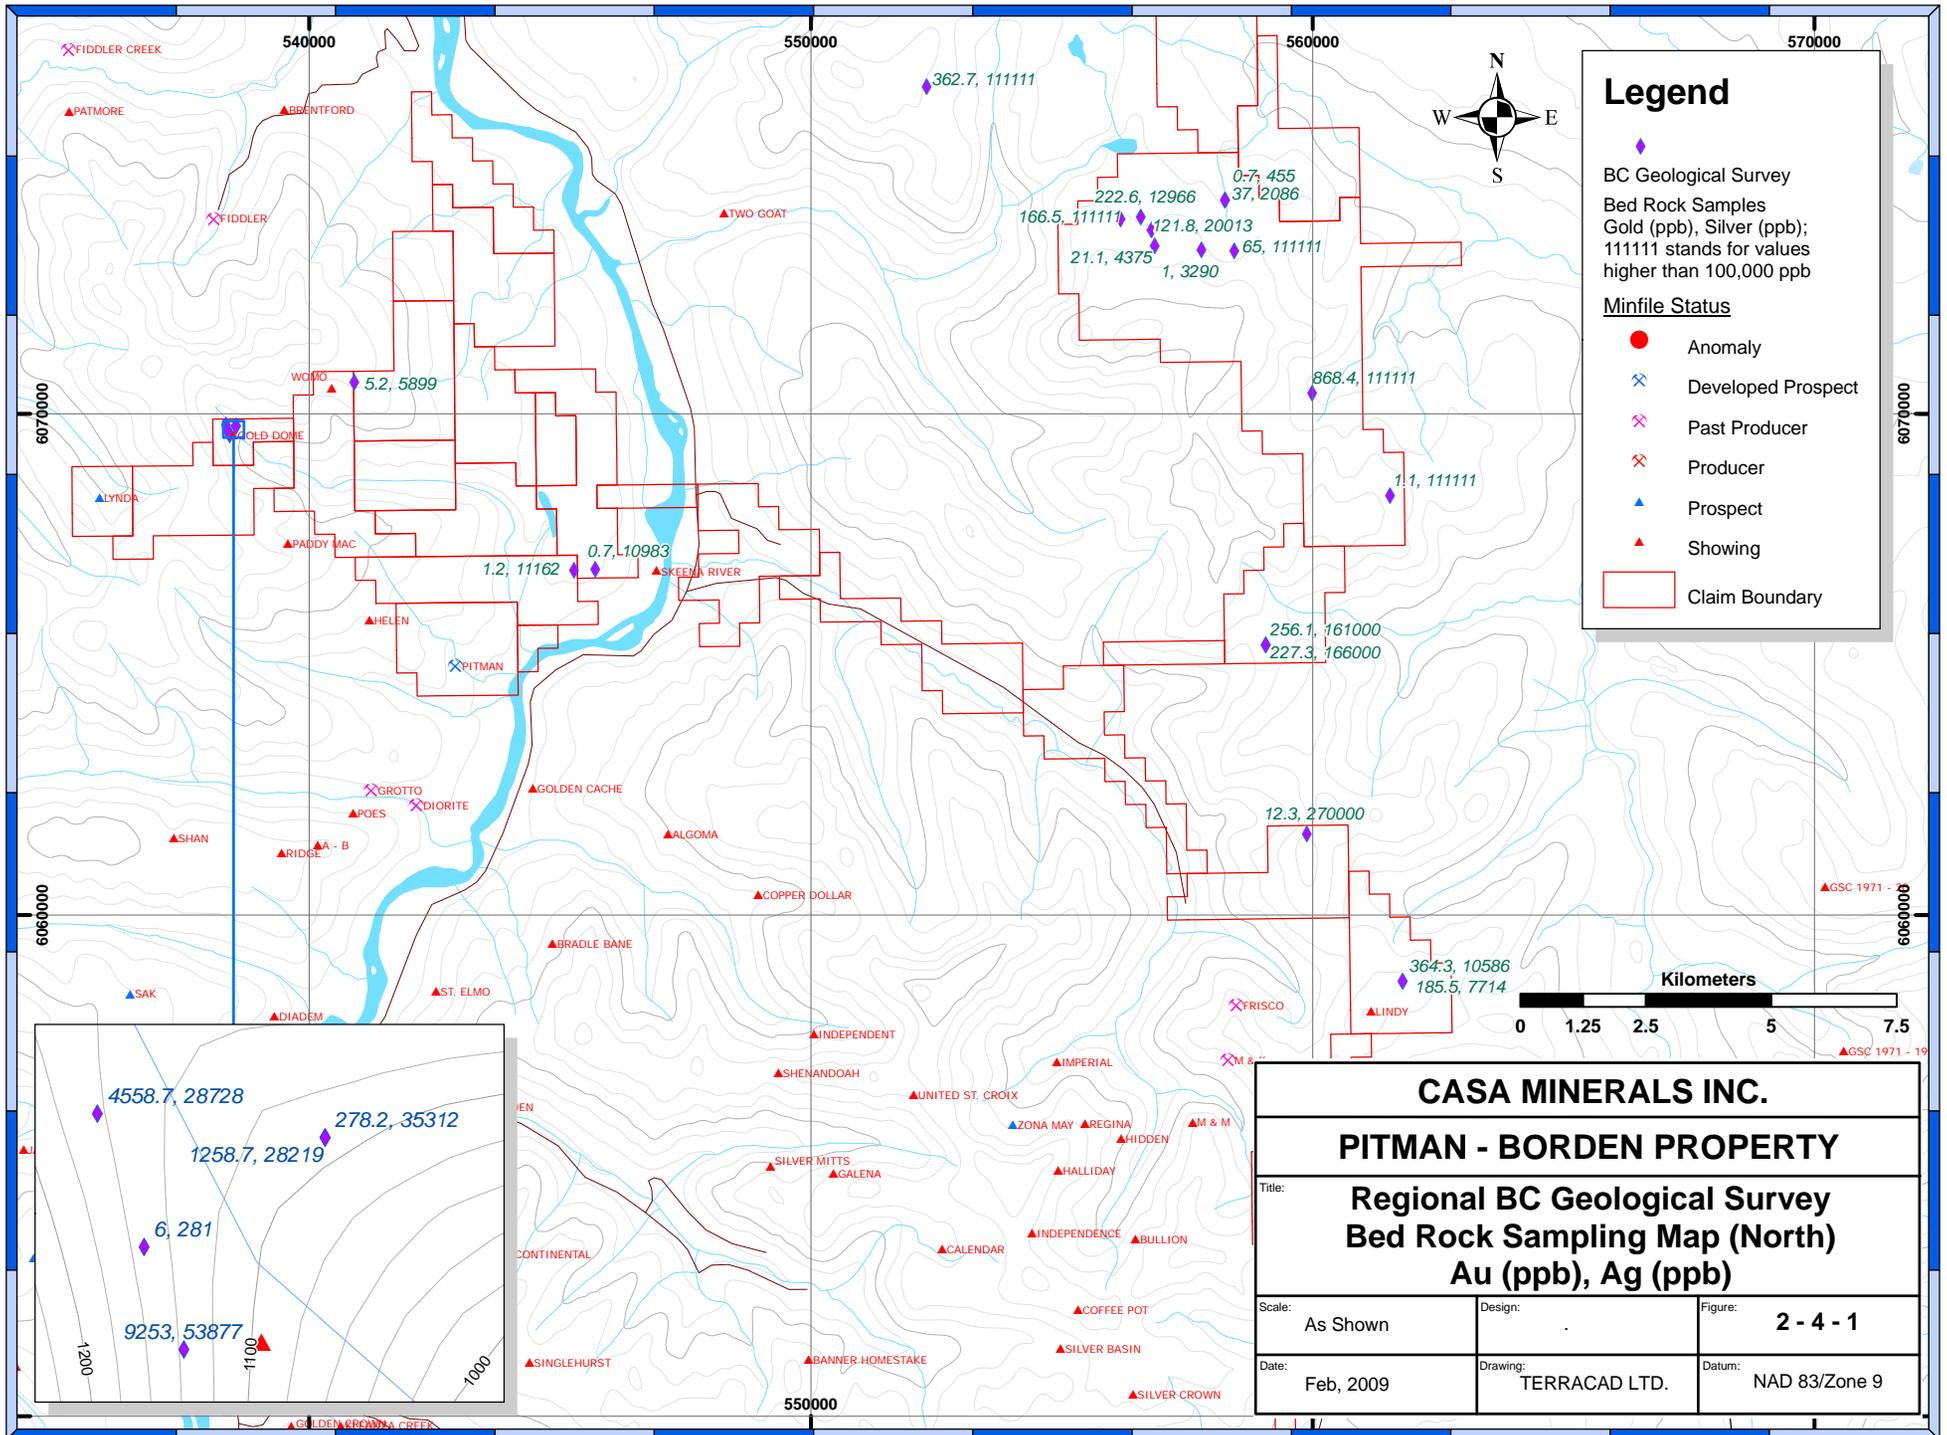 540000
550000
560000
570000
FIDDLER CREEK
362.7, 111111
PATMORE
BRENTFORD
N
W
E
S
Legend
BC Geological Survey
Bed Rock Samples
Gold (ppb), Silver (ppb);
111111 stands for values
higher than 100,000 ppb
Minfile Status
Anomaly
Developed Prospect
Past Producer
Producer
Prospect
Showing
Claim Boundary
0.7, 455
37, 2086
222.6, 12966
166.5, 111111
121.8, 20013
65, 111111
21.1, 4375
1, 3290
FIDDLER
TWO GOAT
WOMO
5.2, 5899
868.4, 111111
6070000
6070000
GOLD DOME
LYNDA
1.1, 111111
PADDY MAC
0.7, 10983
1.2, 11162
SKEENA RIVER
HELEN
256.1, 161000
227.3, 166000
PITMAN
GROTTO
DIORITE
POES
GOLDEN CACHE
12.3, 270000
SHAN
RIDGE
A - B
ALGOMA
COPPER DOLLAR
GSC 1971 -
6060000
6060000
BRADLE BANE
364.3, 10586
185.5, 7714
SAK
ST. ELMO
DIADEM
FRISCO
LINDY
Kilometers
0
1.25
2.5
5
7.5
INDEPENDENT
IMPERIAL
M &
GSC 1971 - 19
SHENANDOAH
UNITED ST. CROIX
ZONA MAY
REGINA
HIDDEN
M & M
SILVER MITTS
GALENA
HALLIDAY
DEN
INDEPENDENCE
BULLION
CALENDAR
CONTINENTAL
COFFEE POT
SILVER BASIN
SINGLEHURST
BANNER HOMESTAKE
SILVER CROWN
550000
GOLDEN CROWN
CREEK
4558.7, 28728
278.2, 35312
1258.7, 28219
6, 281
9253, 53877
1200
1100
1000
CASA MINERALS INC.
PITMAN - BORDEN PROPERTY
Title:
Regional BC Geological Survey
Bed Rock Sampling Map (North)
Au (ppb), Ag (ppb)
Scale:
As Shown
Design:
.
Figure:
2 - 4 - 1
Date:
Feb, 2009
Drawing:
TERRACAD LTD.
Datum:
NAD 83/Zone 9